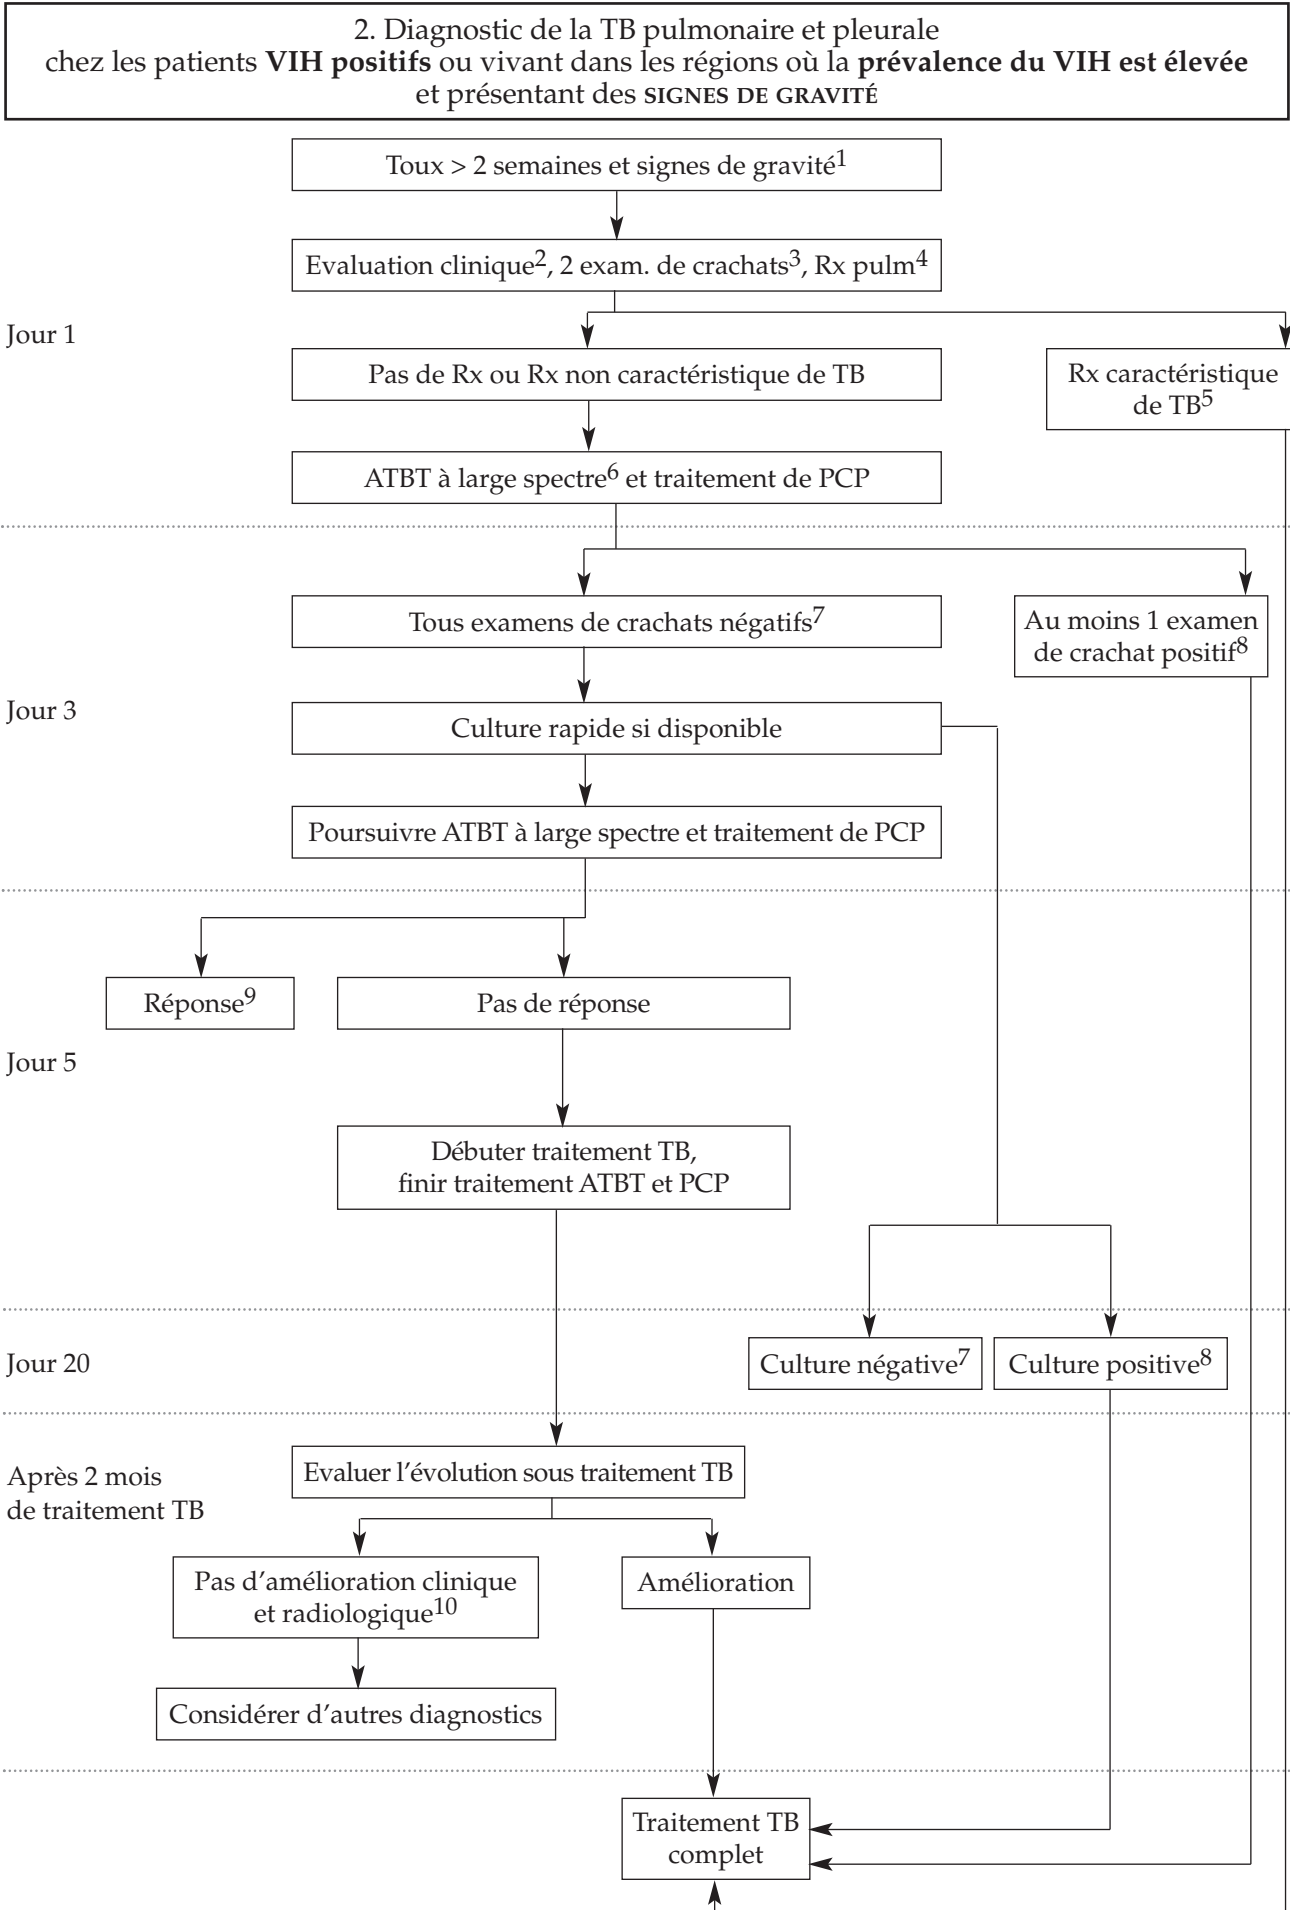 2. Diagnostic de la TB pulmonaire et pleurale
chez les patients VIH positifs ou vivant dans les régions où la prévalence du VIH est élevée
et présentant des SIGNES DE GRAVITÉ
Toux > 2 semaines et signes de gravité1
Evaluation clinique2, 2 exam. de crachats3, Rx pulm4
Jour 1
Pas de Rx ou Rx non caractéristique de TB
Rx caractéristique
de TB5
ATBT à large spectre6 et traitement de PCP
Tous examens de crachats négatifs7
Au moins 1 examen
de crachat positif8
Jour 3
Culture rapide si disponible
Poursuivre ATBT à large spectre et traitement de PCP
Réponse9
Pas de réponse
Jour 5
Débuter traitement TB,
finir traitement ATBT et PCP
Jour 20
Culture négative7
Culture positive8
Après 2 mois
de traitement TB
Evaluer l'évolution sous traitement TB
Pas d'amélioration clinique
et radiologique10
Amélioration
Considérer d'autres diagnostics
Traitement TB
complet